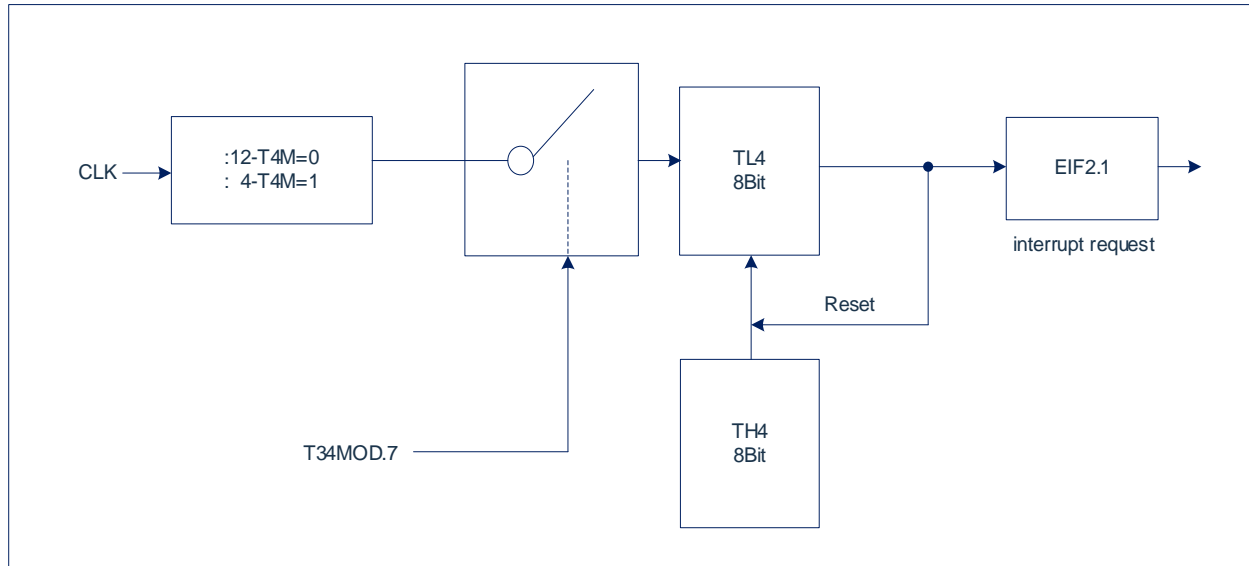 CLK
:12-T4M=0
: 4-T4M=1
TL4
8Bit
EIF2.1
interrupt request
Reset
TH4
8Bit
T34MOD.7